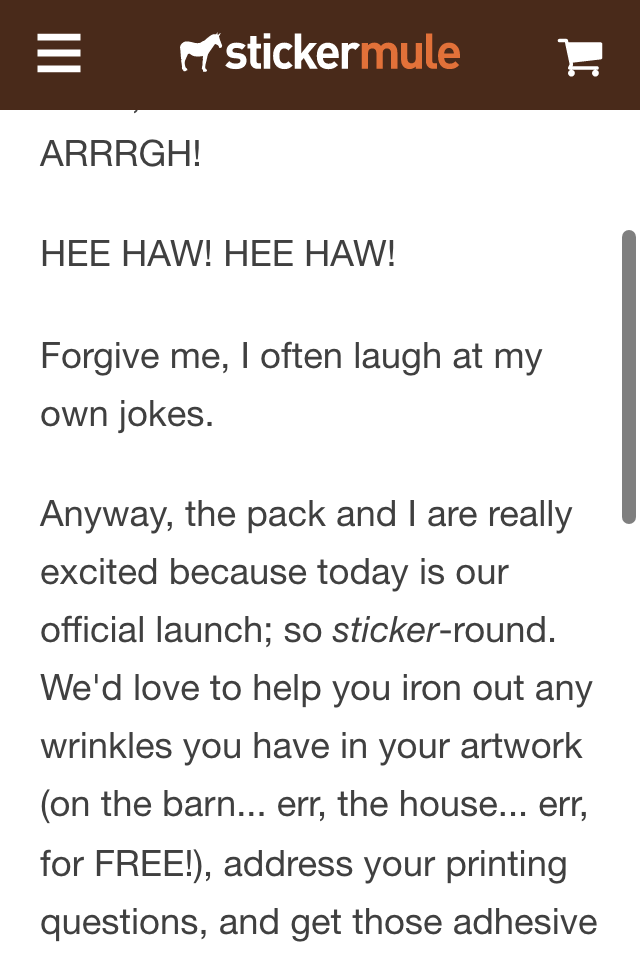 stickermule
ARRRGH!
HEE HAW! HEE HAW!
Forgive me, I often laugh at my
own jokes.
Anyway, the pack and I are really
excited because today is our
official launch; so sticker-round.
We'd love to help you iron out any
wrinkles you have in your artwork
(on the barn... err, the house... err,
for FREE!), address your printing
questions, and get those adhesive